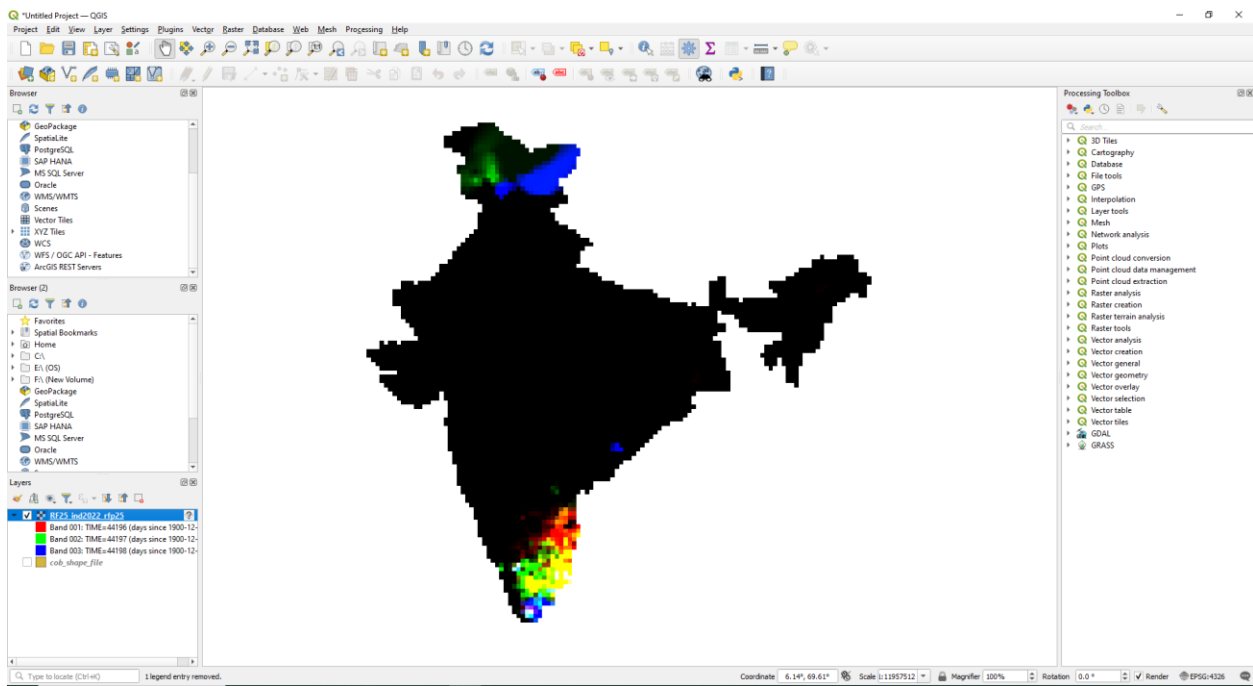 *Untitled Project — QGIS
Project Edit View Layer Settings Plugins Vector Raster Database Web Mesh Processing Help
Browser
GeoPackage
SpatiaLite
PostgreSQL
SAP HANA
MS SQL Server
Oracle
WMS/WMTS
Scenes
Vector Tiles
XYZ Tiles
WCS
WFS / OGC API - Features
ArcGIS REST Servers
Browser (2)
Favorites
Spatial Bookmarks
Home
C:\
E:\ (OS)
F:\ (New Volume)
GeoPackage
SpatiaLite
PostgreSQL
SAP HANA
MS SQL Server
Oracle
WMS/WMTS
Layers
RF25_ind2022_rfp25
Band 001: TIME=44196 (days since 1900-12-
Band 002: TIME=44197 (days since 1900-12-
Band 003: TIME=44198 (days since 1900-12-
cob_shape_file
Processing Toolbox
Search...
3D Tiles
Cartography
Database
File tools
GPS
Interpolation
Layer tools
Mesh
Network analysis
Plots
Point cloud conversion
Point cloud data management
Point cloud extraction
Raster analysis
Raster creation
Raster terrain analysis
Raster tools
Vector analysis
Vector creation
Vector general
Vector geometry
Vector overlay
Vector selection
Vector table
Vector tiles
GDAL
GRASS
Type to locate (Ctrl+K) 1 legend entry removed. Coordinate 6.14°, 69.61° Scale 1:11957512 Magnifier 100% Rotation 0.0 ° Render EPSG:4326